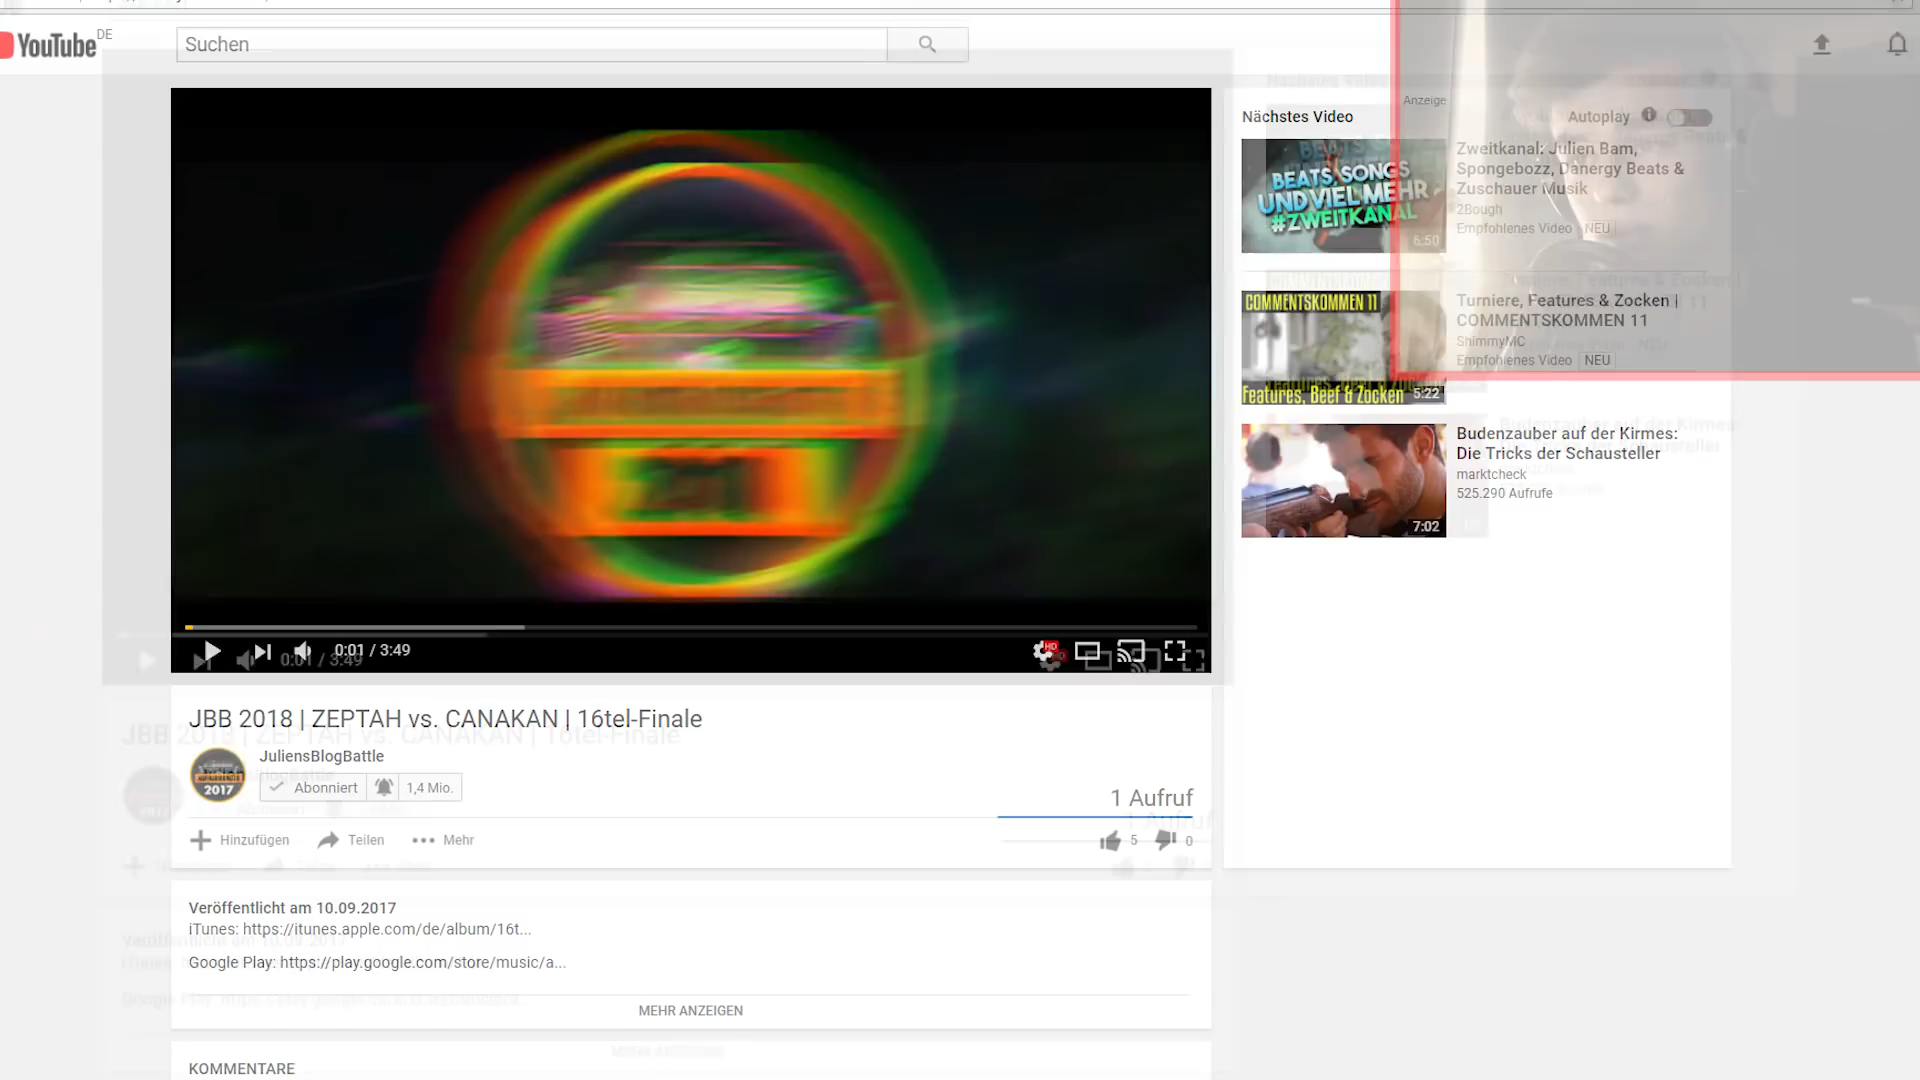 YouTube DE
Suchen
Anzeige
Nächstes Video
Autoplay
BEATS, SONGS
UND VIEL MEHR
#ZWEITKANAL
6:50
Zweitkanal: Julien Bam,
Spongebozz, Danergy Beats &
Zuschauer Musik
2Bough
Empfohlenes Video NEU
COMMENTSKOMMEN 11
Features, Beef & Zocken 5:22
Turniere, Features & Zocken |
COMMENTSKOMMEN 11
ShimmyMC
Empfohlenes Video NEU
7:02
Budenzauber auf der Kirmes:
Die Tricks der Schausteller
marktcheck
525.290 Aufrufe
0:01 / 3:49
HD
JBB 2018 | ZEPTAH vs. CANAKAN | 16tel-Finale
2017
JuliensBlogBattle
Abonniert 1,4 Mio.
1 Aufruf
Hinzufügen Teilen Mehr 5 0
Veröffentlicht am 10.09.2017
iTunes: https://itunes.apple.com/de/album/16t...
Google Play: https://play.google.com/store/music/a...
MEHR ANZEIGEN
KOMMENTARE